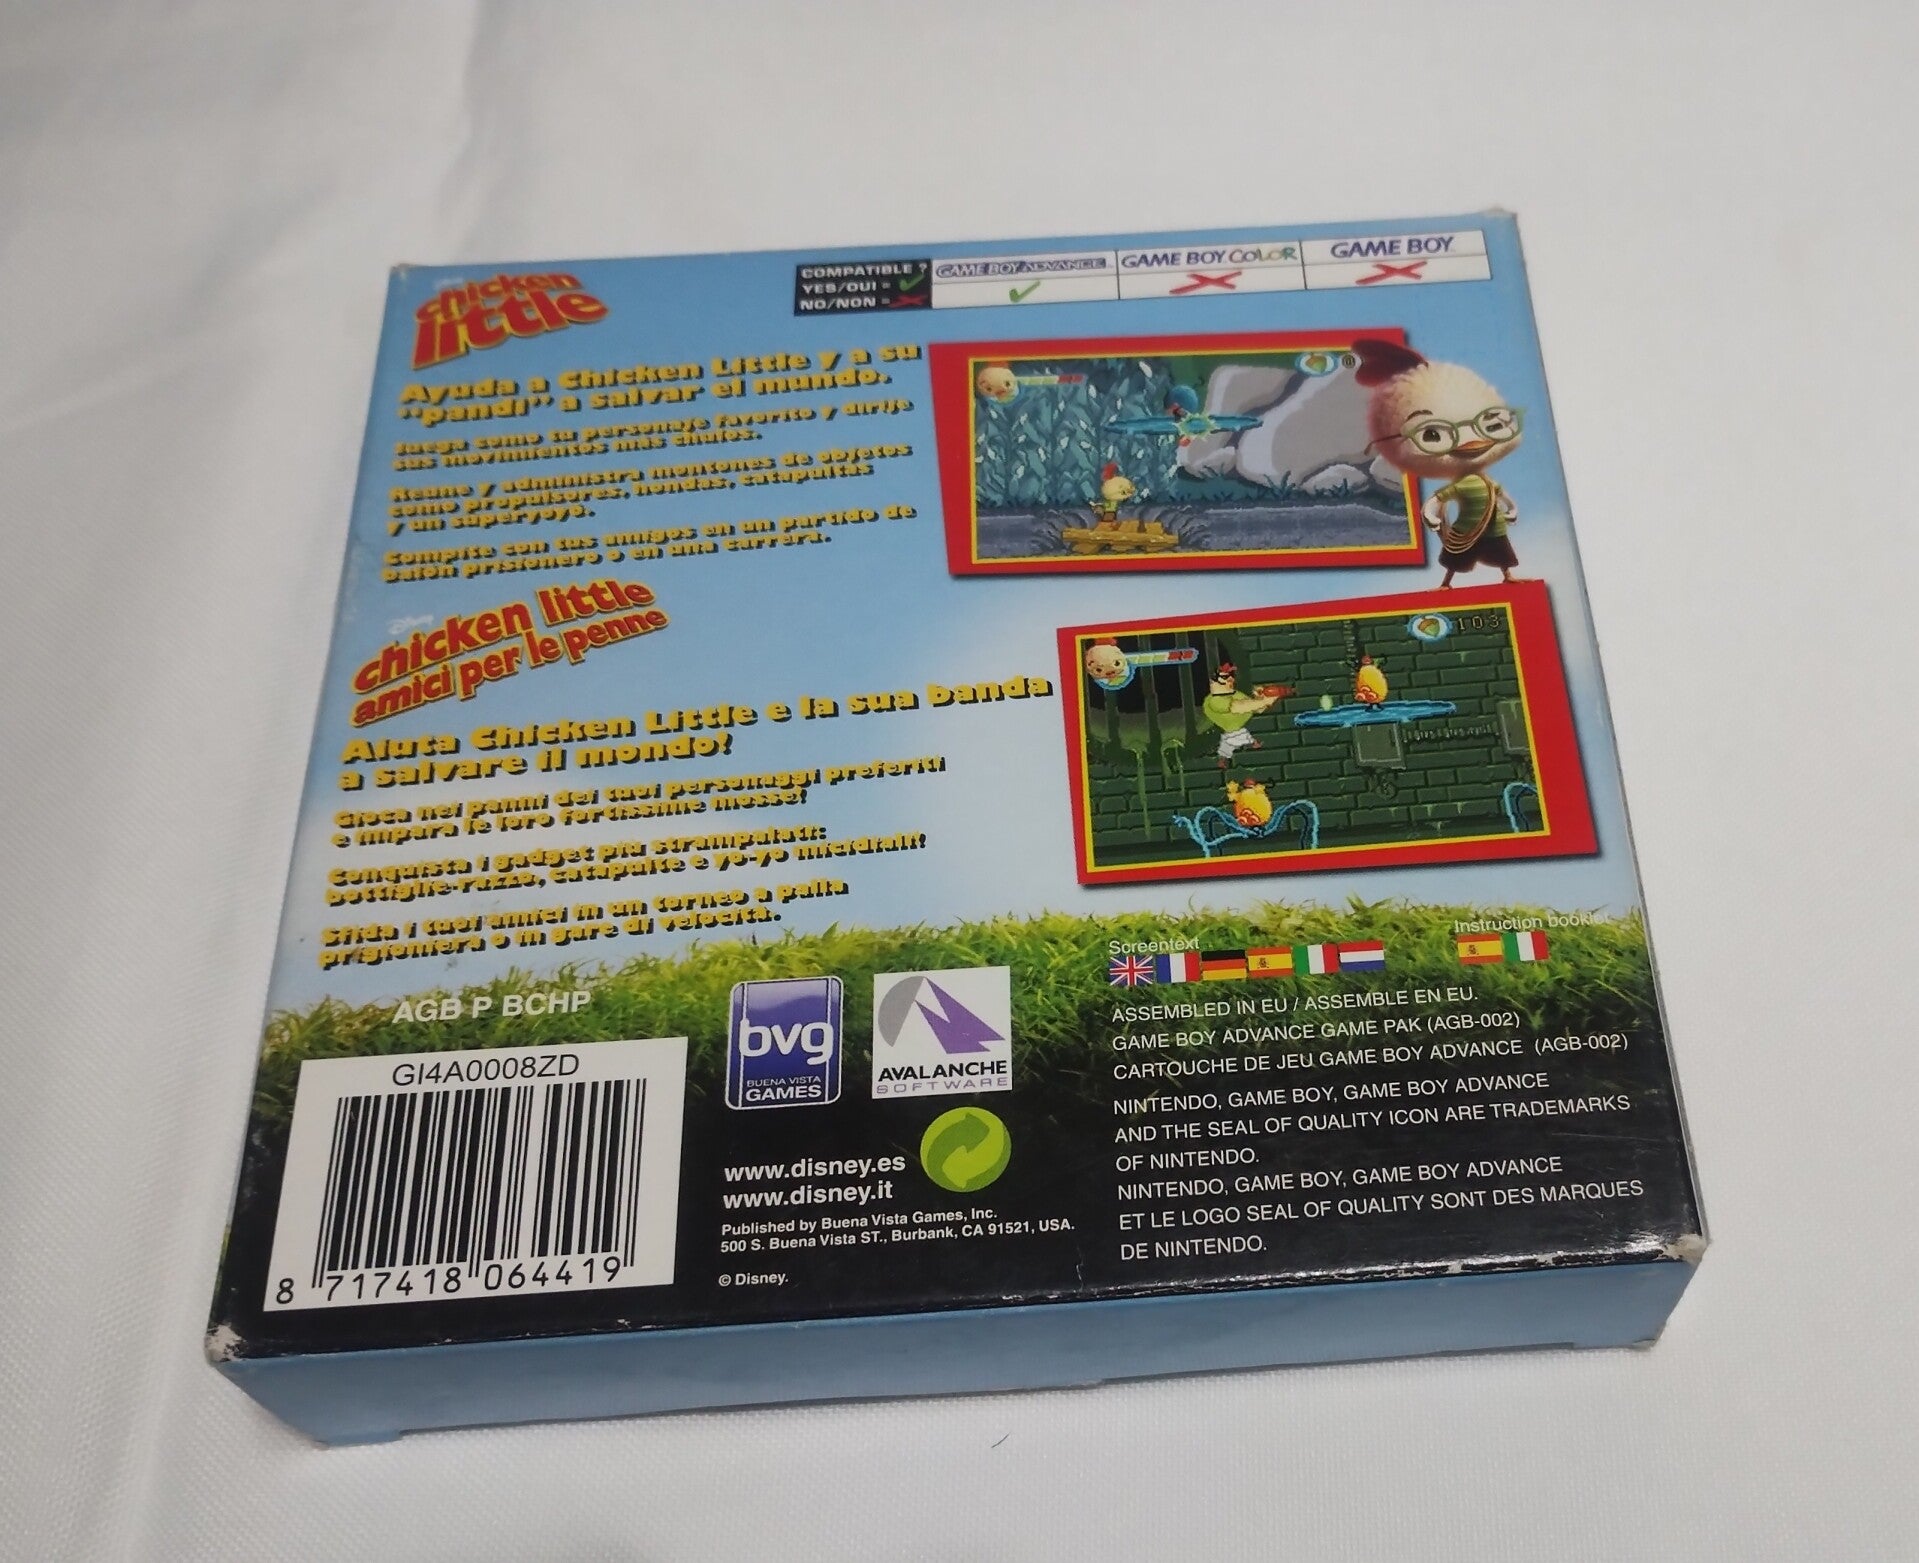 COMPATIBLE ?
YES/OUI =
NO/NON =
GAME BOY ADVANCE
GAME BOY COLOR
GAME BOY
chicken
little
Ayuda a Chicken Little y a su
"pandi" a salvar el mundo.
Juega como tu personaje favorito y dirije
sus movimientos más chulos.
Reune y administra montones de objetos
como propulsores, hondas, catapultas
y un superyoyo.
Compite con tus amigos en un partido de
balón prisionero o en una carrera.
Disney
chicken little
amici per le penne
Aiuta Chicken Little e la sua banda
a salvare il mondo!
Gioca nei panni dei tuoi personaggi preferiti
e impara le loro fortissime mosse!
Conquista i gadget più strampalati:
bottiglie-razzo, catapulte e yo-yo micidiali!
Sfida i tuoi amici in un torneo a palla
prigioniera o in gare di velocità.
0
103
Screentext
Instruction booklet
AGB P BCHP
GI4A0008ZD
8 717418 064419
bvg
BUENA VISTA
GAMES
AVALANCHE
SOFTWARE
www.disney.es
www.disney.it
Published by Buena Vista Games, Inc.
500 S. Buena Vista ST., Burbank, CA 91521, USA.
© Disney.
ASSEMBLED IN EU / ASSEMBLE EN EU.
GAME BOY ADVANCE GAME PAK (AGB-002)
CARTOUCHE DE JEU GAME BOY ADVANCE (AGB-002)
NINTENDO, GAME BOY, GAME BOY ADVANCE
AND THE SEAL OF QUALITY ICON ARE TRADEMARKS
OF NINTENDO.
NINTENDO, GAME BOY, GAME BOY ADVANCE
ET LE LOGO SEAL OF QUALITY SONT DES MARQUES
DE NINTENDO.